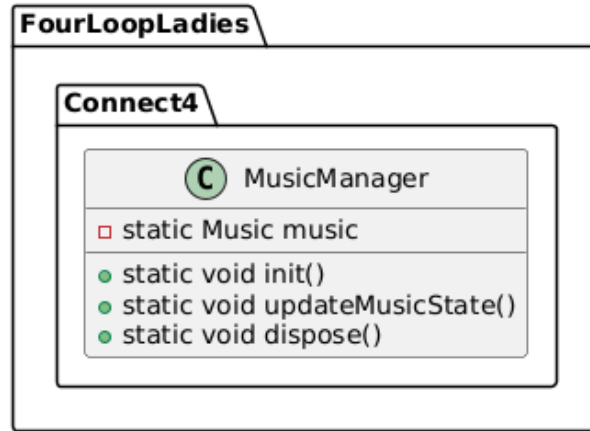 FourLoopLadies
Connect4
C MusicManager
static Music music
static void init()
static void updateMusicState()
static void dispose()